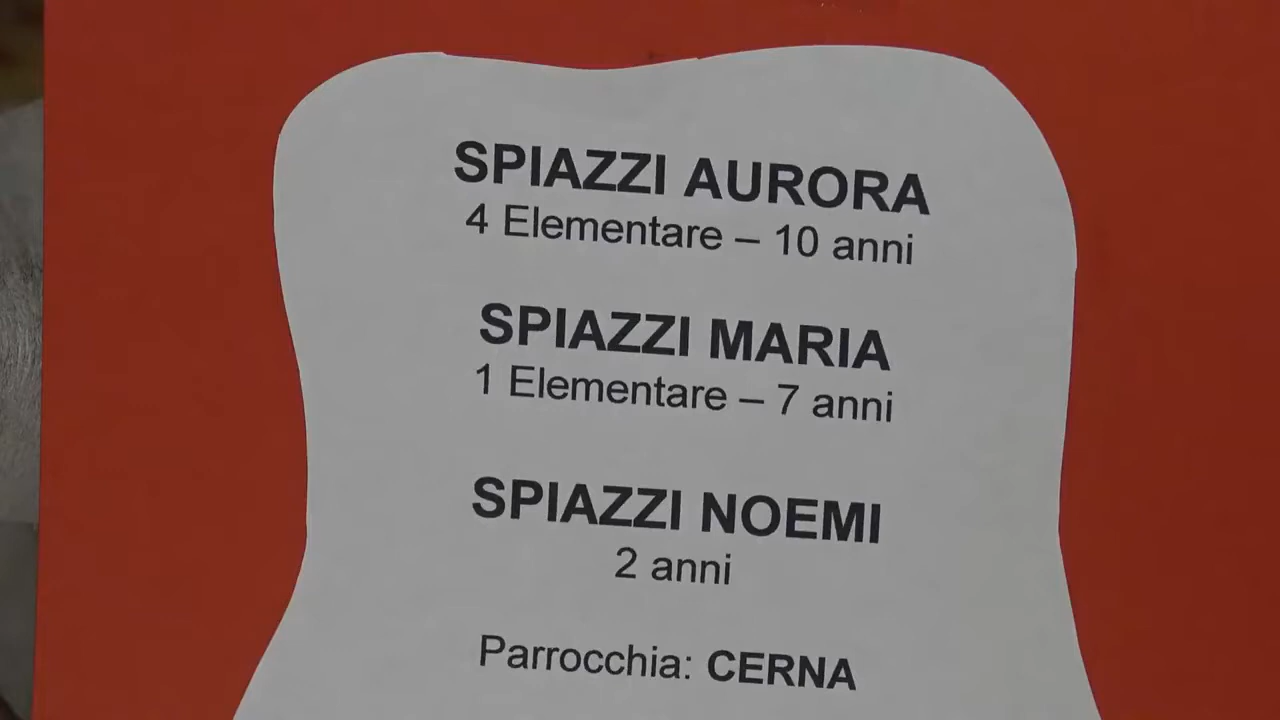 SPIAZZI AURORA
4 Elementare – 10 anni
SPIAZZI MARIA
1 Elementare – 7 anni
SPIAZZI NOEMI
2 anni
Parrocchia: CERNA